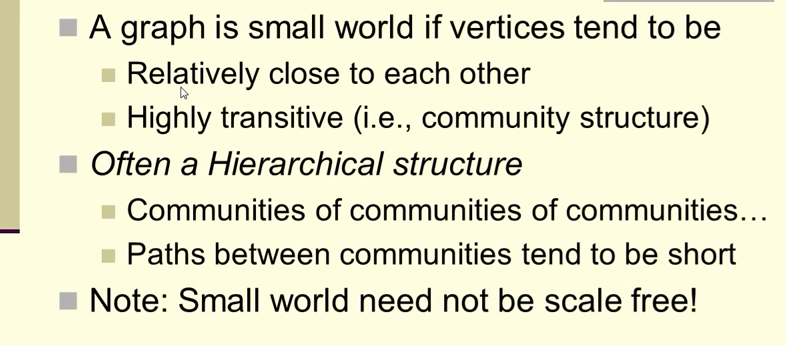 A graph is small world if vertices tend to be
Relatively close to each other
Highly transitive (i.e., community structure)
Often a Hierarchical structure
Communities of communities of communities…
Paths between communities tend to be short
Note: Small world need not be scale free!